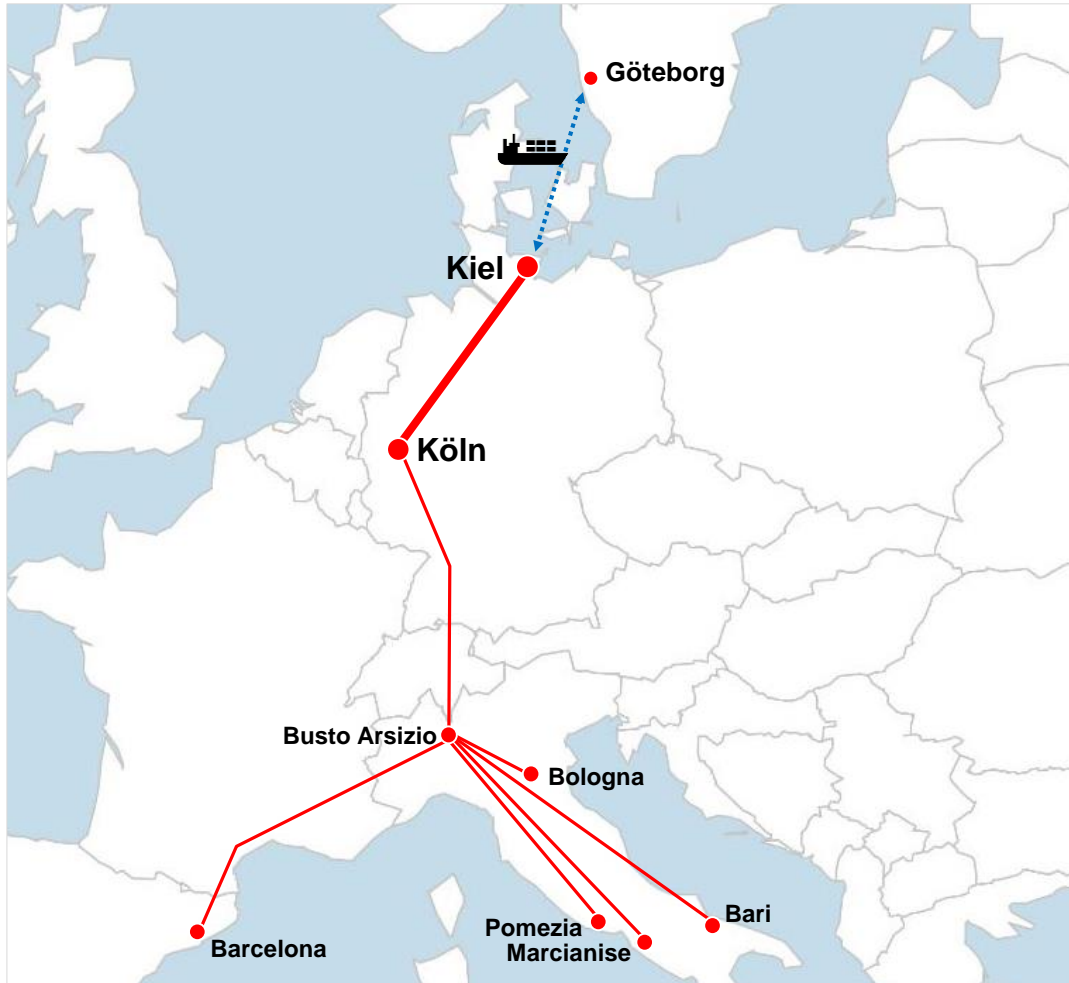 Göteborg
Kiel
Köln
Busto Arsizio
Bologna
Bari
Pomezia
Marcianise
Barcelona